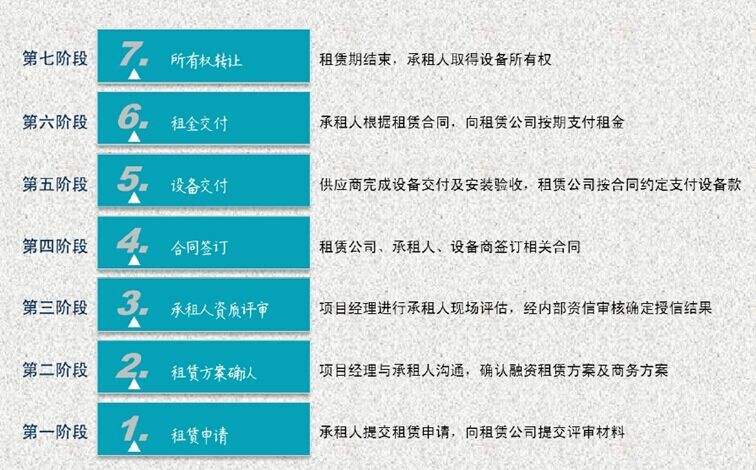 第七阶段 7. 所有权转让 租赁期结束，承租人取得设备所有权
第六阶段 6. 租金交付 承租人根据租赁合同，向租赁公司按期支付租金
第五阶段 5. 设备交付 供应商完成设备交付及安装验收，租赁公司按合同约定支付设备款
第四阶段 4. 合同签订 租赁公司、承租人、设备商签订相关合同
第三阶段 3. 承租人资质评审 项目经理进行承租人现场评估，经内部资信审核确定授信结果
第二阶段 2. 租赁方案确认 项目经理与承租人沟通，确认融资租赁方案及商务方案
第一阶段 1. 租赁申请 承租人提交租赁申请，向租赁公司提交评审材料